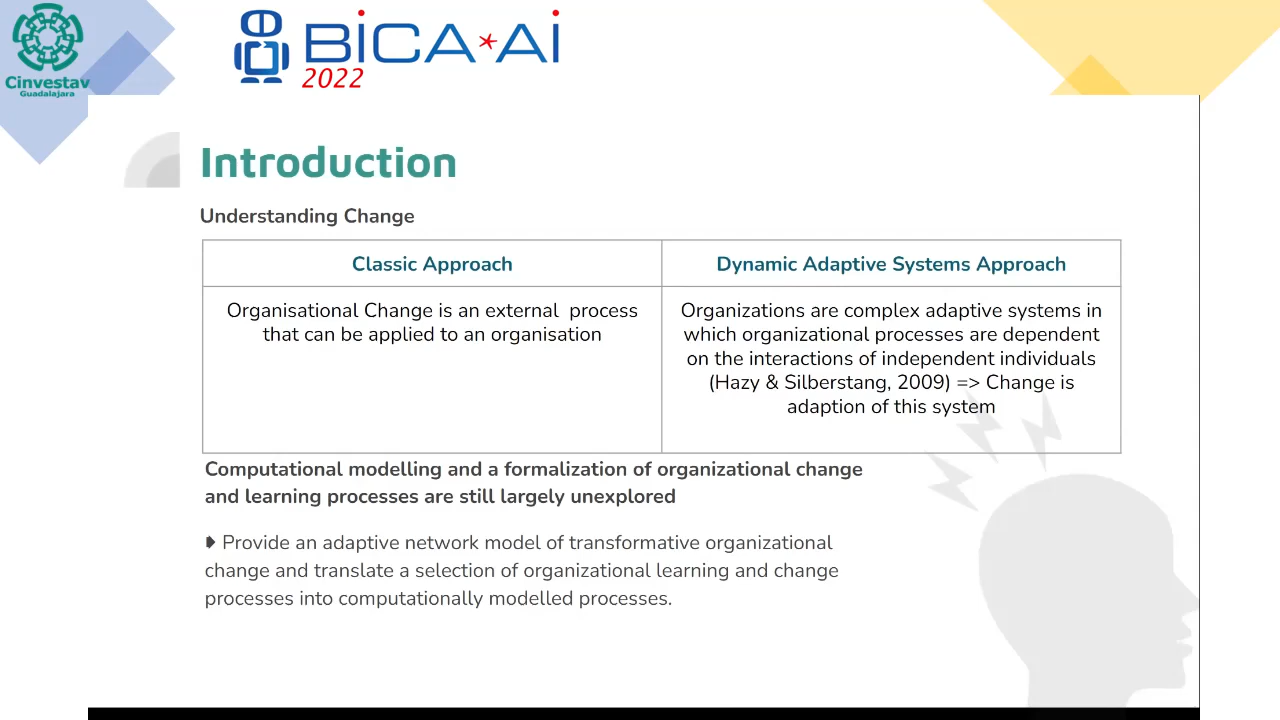 Cinvestav
Guadalajara
BiCA*Ai
2022
Introduction
Understanding Change
Classic Approach
Dynamic Adaptive Systems Approach
Organisational Change is an external process
that can be applied to an organisation
Organizations are complex adaptive systems in
which organizational processes are dependent
on the interactions of independent individuals
(Hazy & Silberstang, 2009) => Change is
adaption of this system
Computational modelling and a formalization of organizational change
and learning processes are still largely unexplored
Provide an adaptive network model of transformative organizational
change and translate a selection of organizational learning and change
processes into computationally modelled processes.